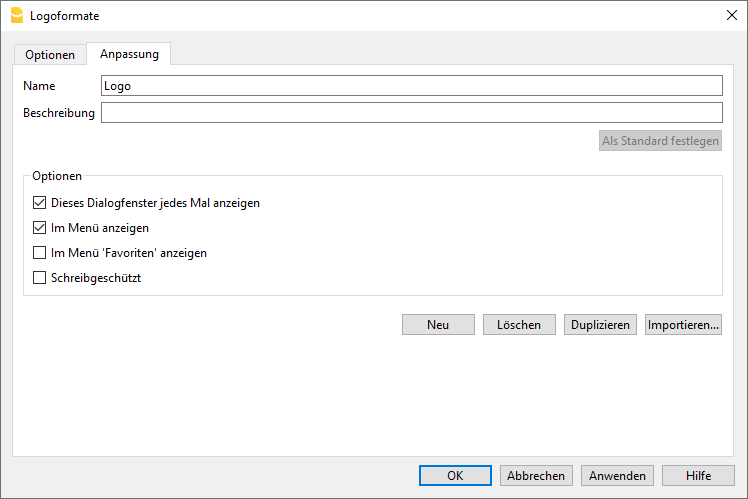 Logoformate
Optionen
Anpassung
Name
Logo
Beschreibung
Als Standard festlegen
Optionen
Dieses Dialogfenster jedes Mal anzeigen
Im Menü anzeigen
Im Menü 'Favoriten' anzeigen
Schreibgeschützt
Neu
Löschen
Duplizieren
Importieren...
OK
Abbrechen
Anwenden
Hilfe